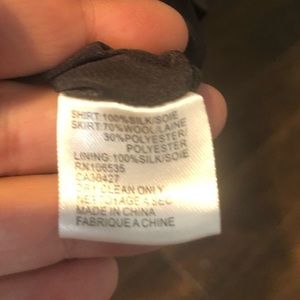 SHIRT 100%SILK/SOIE
SKIRT 70%WOOL/LAINE
30%POLYESTER/
POLYESTER
LINING: 100%SILK/SOIE
RN106535
CA38427
DRY CLEAN ONLY
NETTOYAGE A SEC
MADE IN CHINA
FABRIQUE A CHINE